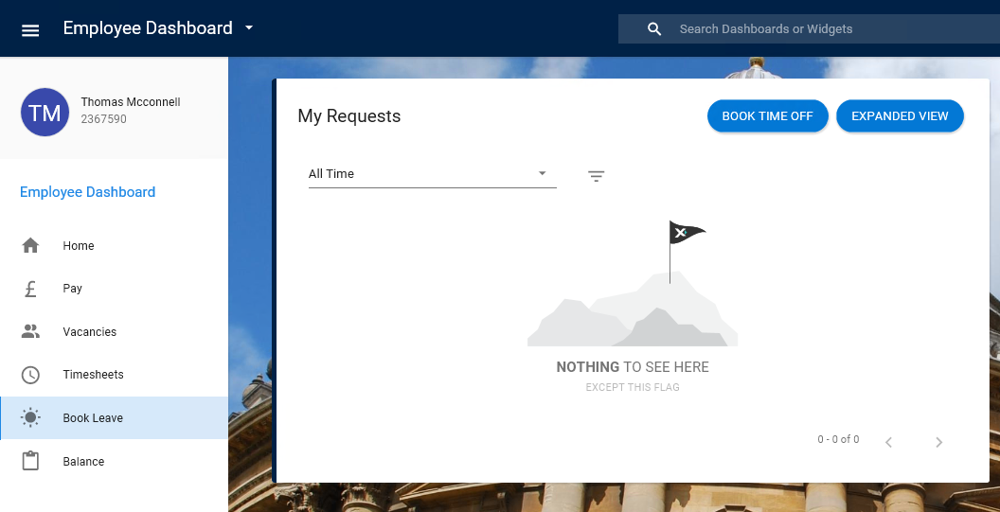 Employee Dashboard
Search Dashboards or Widgets
TM
Thomas Mcconnell
2367590
Employee Dashboard
Home
Pay
Vacancies
Timesheets
Book Leave
Balance
My Requests
BOOK TIME OFF
EXPANDED VIEW
All Time
NOTHING TO SEE HERE
EXCEPT THIS FLAG
0 - 0 of 0